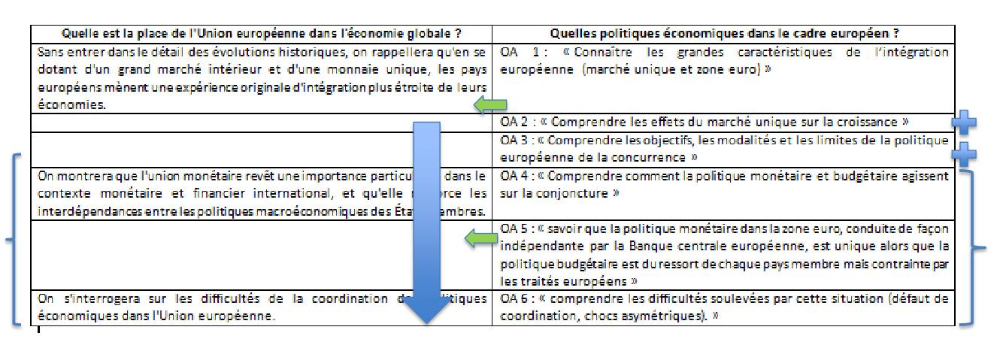 Quelle est la place de l'Union européenne dans l'économie globale ?
Quelles politiques économiques dans le cadre européen ?
Sans entrer dans le détail des évolutions historiques, on rappellera qu'en se
dotant d'un grand marché intérieur et d'une monnaie unique, les pays
européens mènent une expérience originale d'intégration plus étroite de leurs
économies.
OA 1 : « Connaître les grandes caractéristiques de l'intégration
européenne (marché unique et zone euro) »
OA 2 : « Comprendre les effets du marché unique sur la croissance »
OA 3 : « Comprendre les objectifs, les modalités et les limites de la politique
européenne de la concurrence »
On montrera que l'union monétaire revêt une importance dans le
contexte monétaire et financier international, et qu'elle les
interdépendances entre les politiques macroéconomiques des
OA 4 : « Comprendre comment la politique monétaire et budgétaire agissent
sur la conjoncture »
OA 5 : « savoir que la politique monétaire dans la zone euro, conduite de façon
indépendante par la Banque centrale européenne, est unique alors que la
politique budgétaire est du ressort de chaque pays membre mais contrainte par
les traités européens »
On s'interrogera sur les difficultés de la coordination
économiques dans l'Union européenne.
OA 6 : « comprendre les difficultés soulevées par cette situation (défaut de
coordination, chocs asymétriques). »